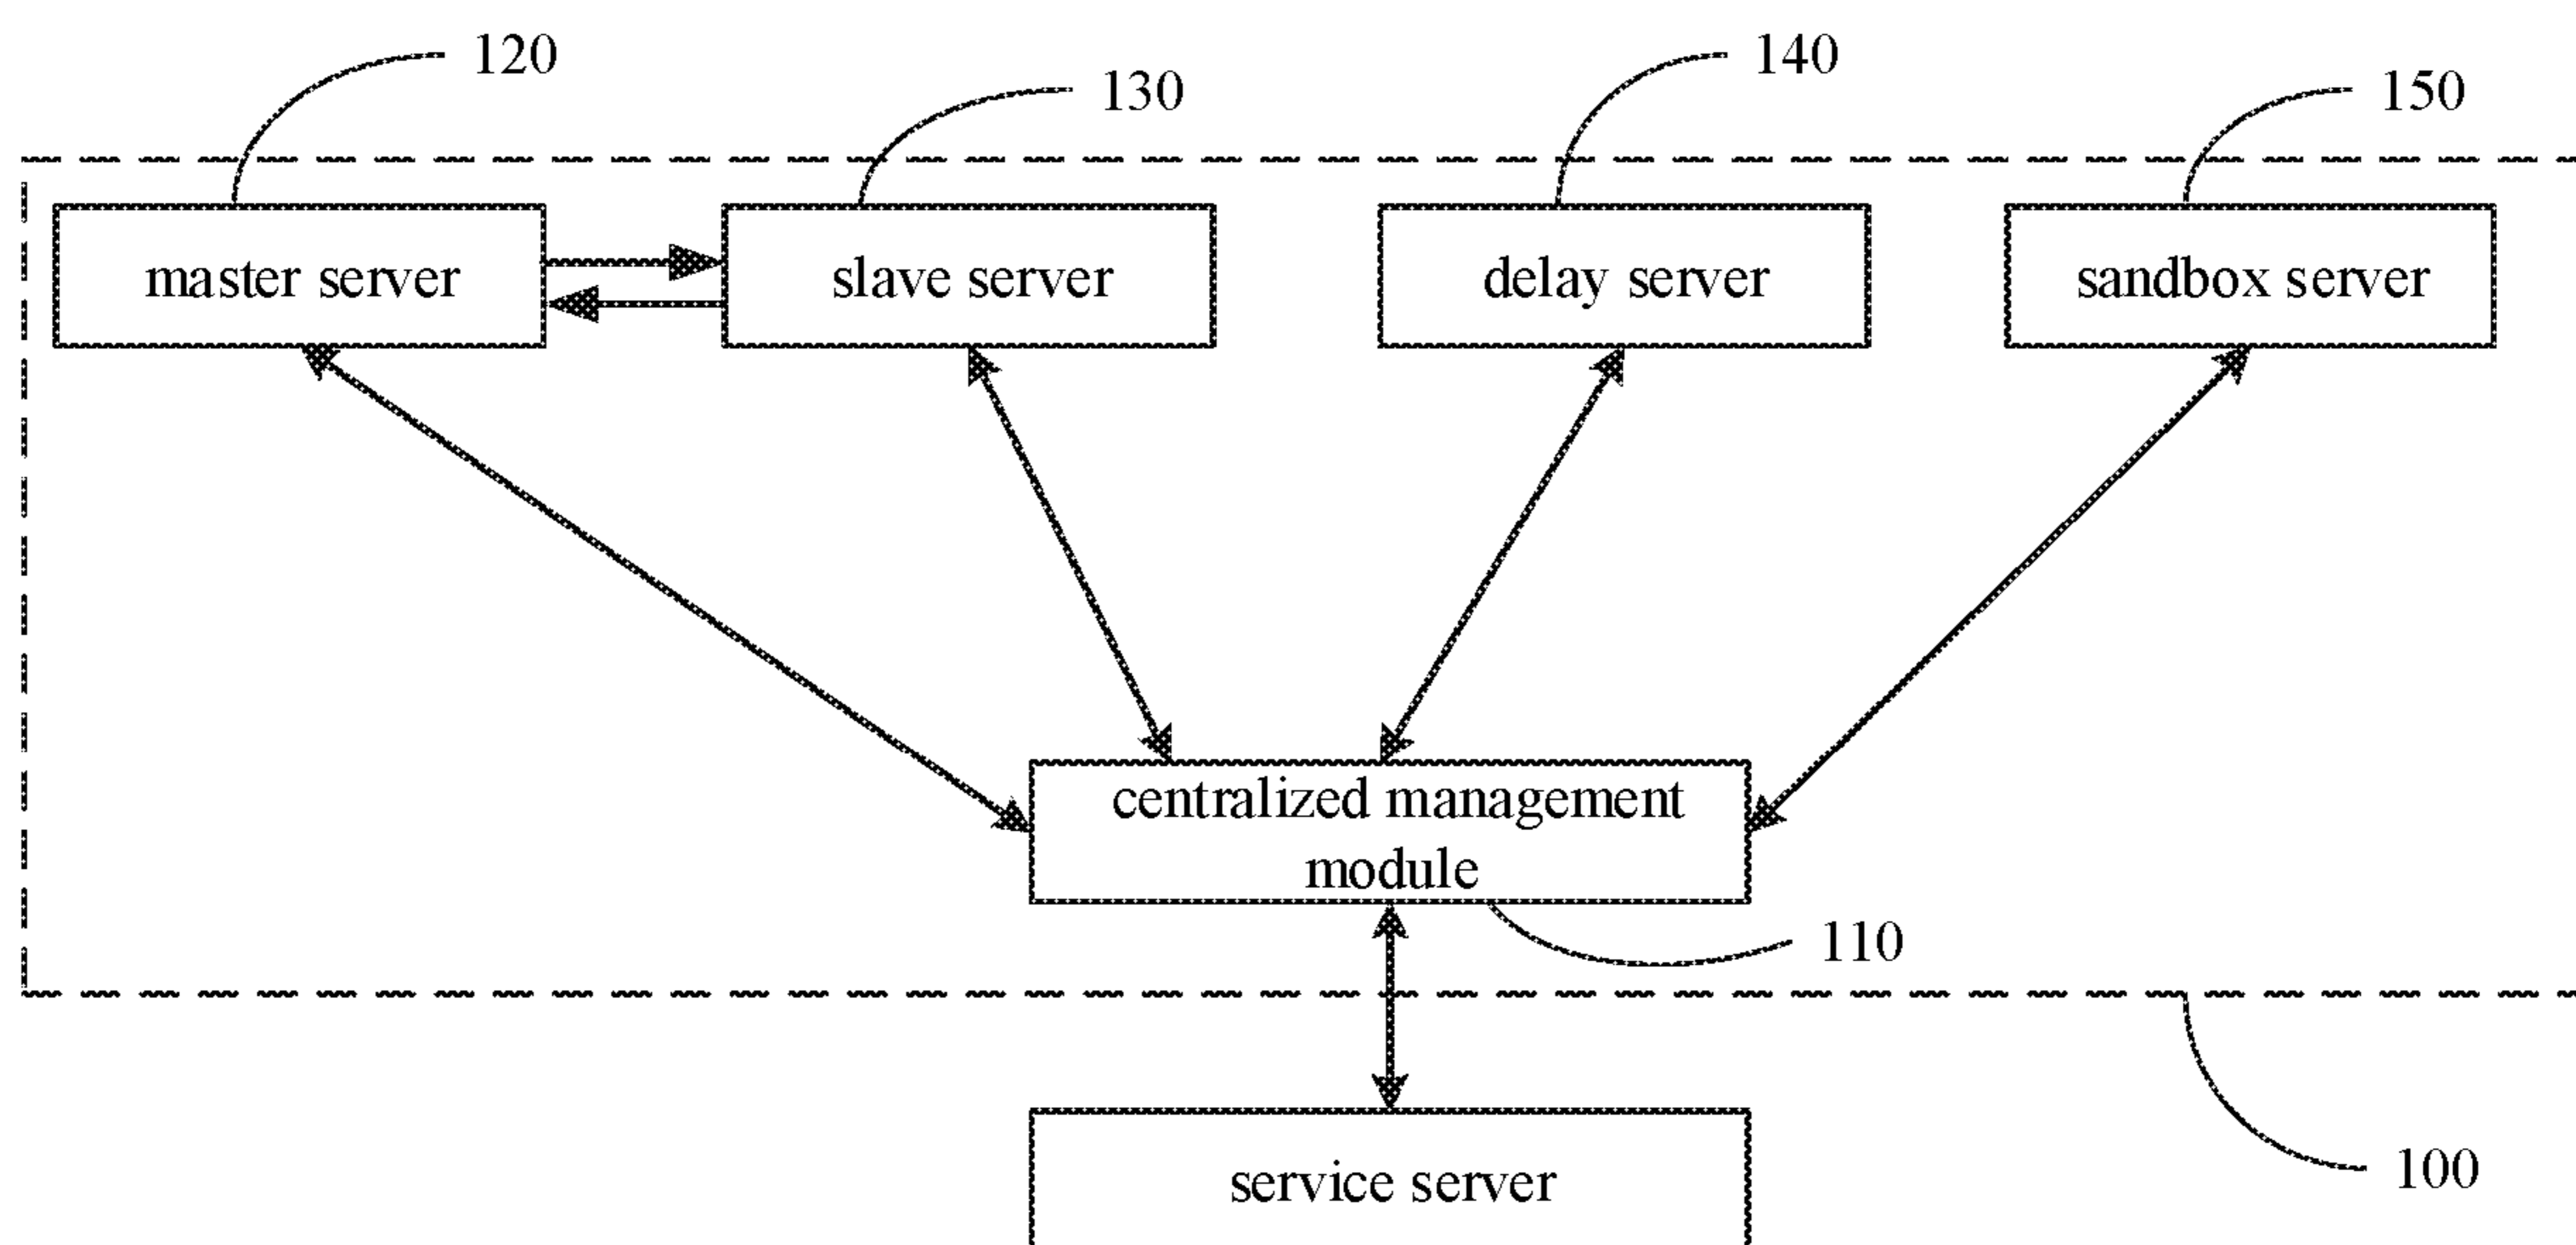 120
130
140
150
master server
slave server
delay server
sandbox server
centralized management
module
110
service server
100